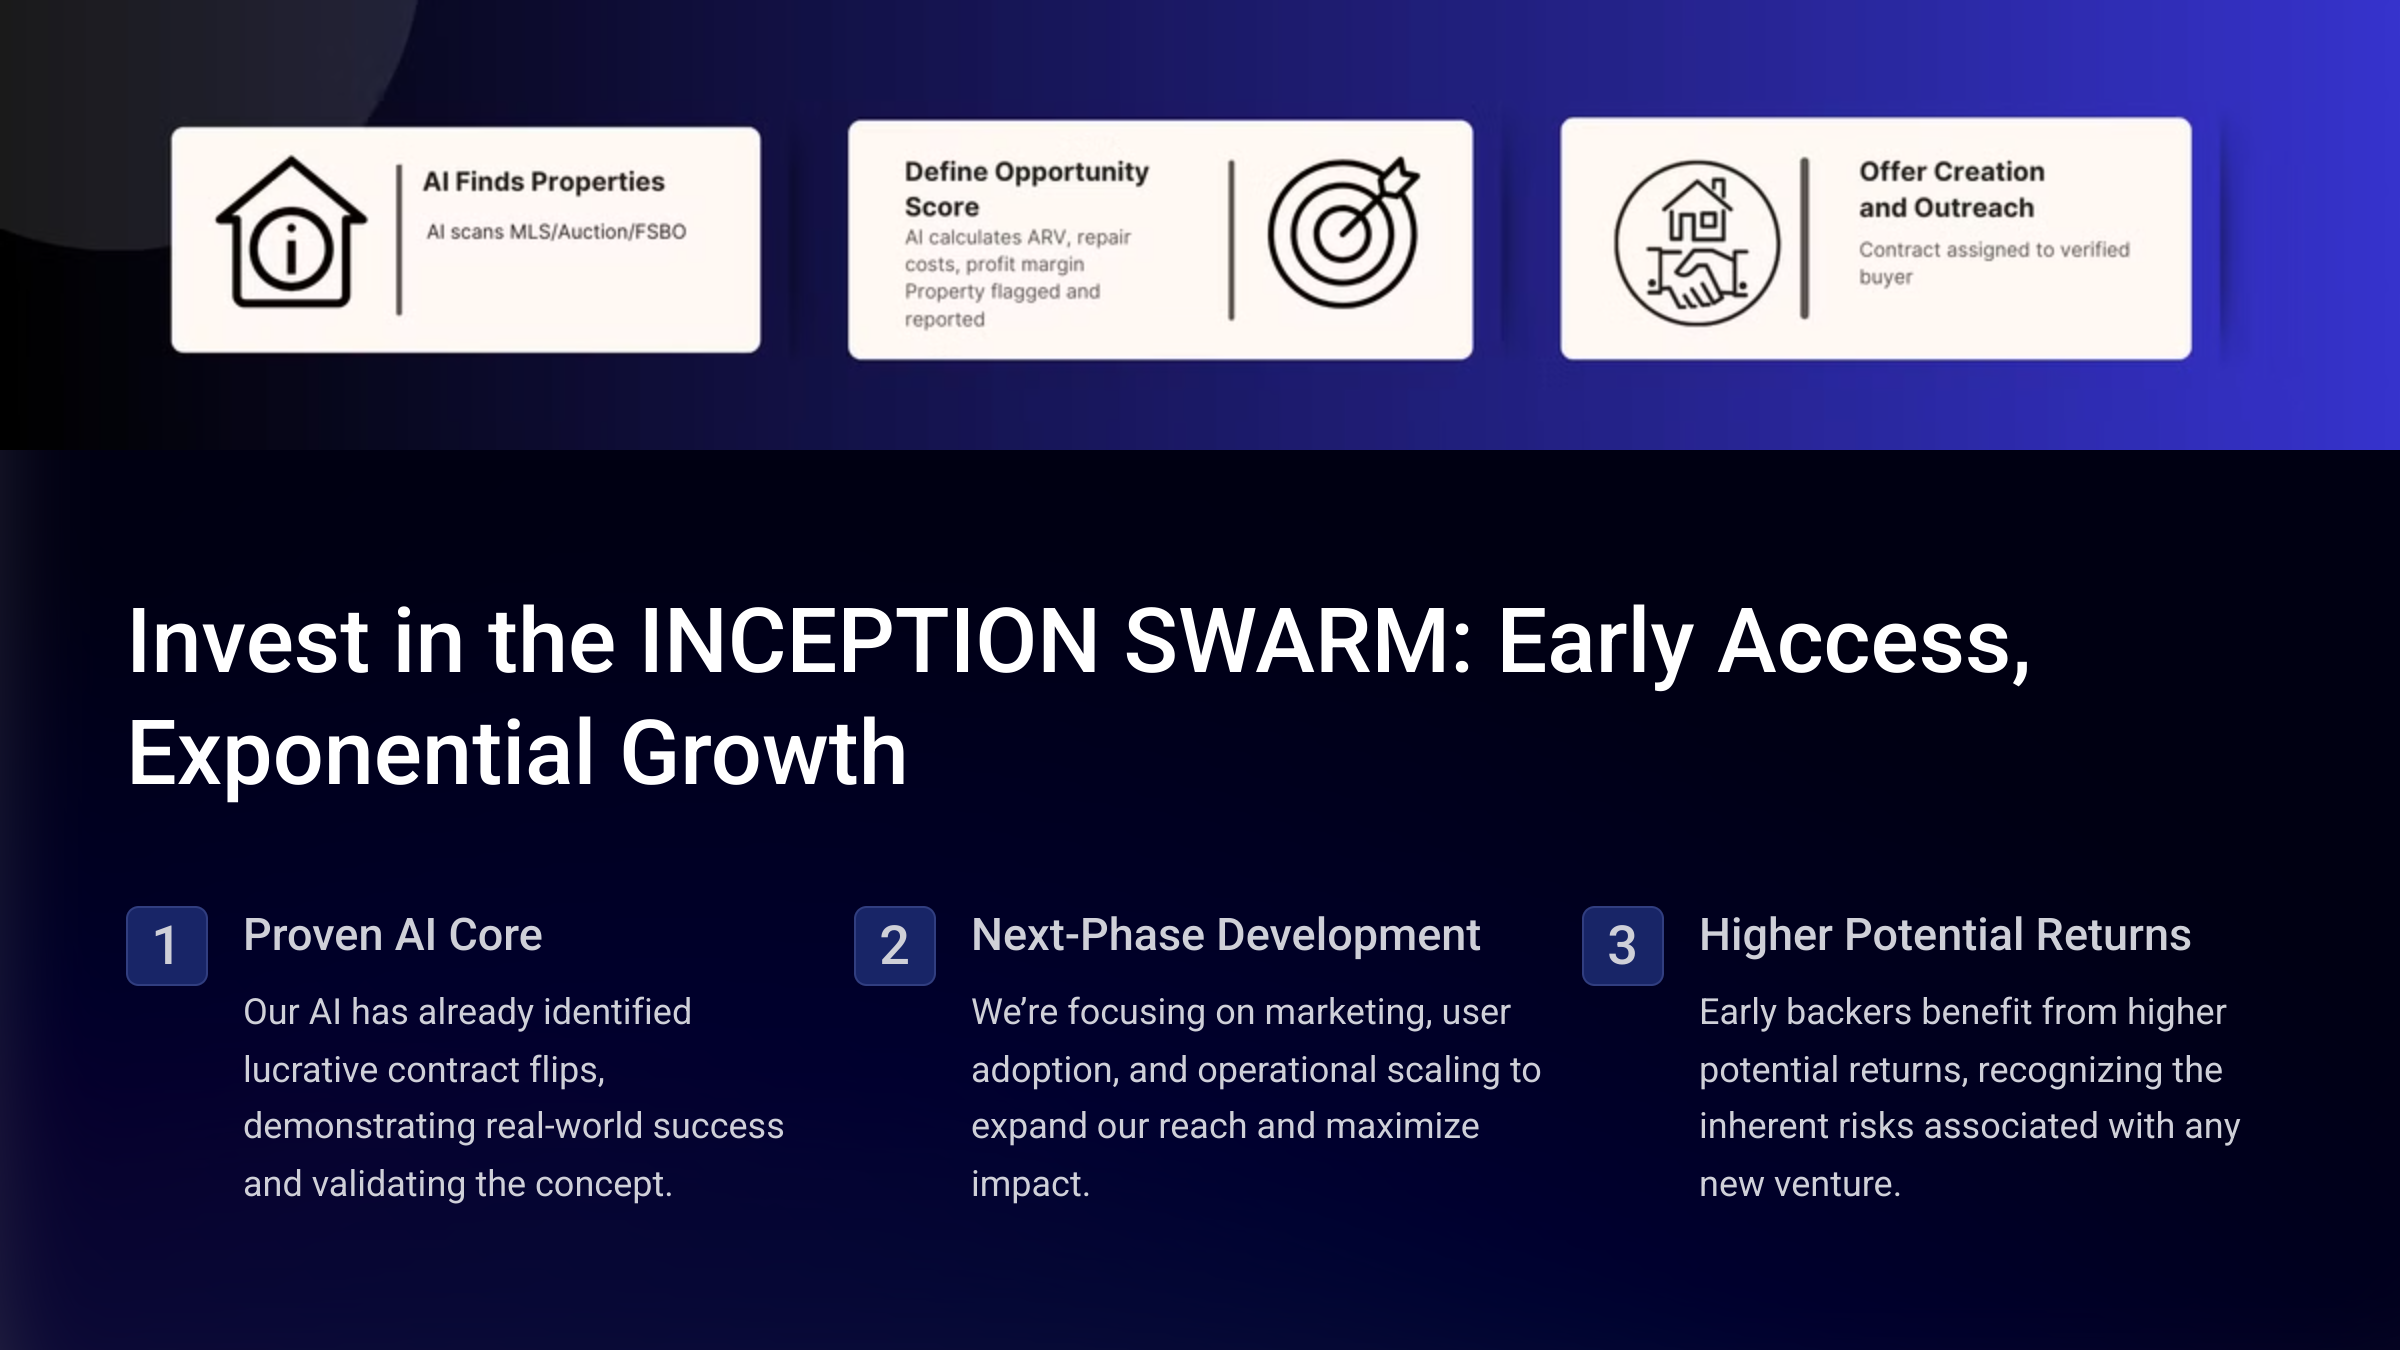 AI Finds Properties
AI scans MLS/Auction/FSBO
Define Opportunity
Score
AI calculates ARV, repair
costs, profit margin
Property flagged and
reported
Offer Creation
and Outreach
Contract assigned to verified
buyer
Invest in the INCEPTION SWARM: Early Access,
Exponential Growth
1
Proven AI Core
Our AI has already identified
lucrative contract flips,
demonstrating real-world success
and validating the concept.
2
Next-Phase Development
We’re focusing on marketing, user
adoption, and operational scaling to
expand our reach and maximize
impact.
3
Higher Potential Returns
Early backers benefit from higher
potential returns, recognizing the
inherent risks associated with any
new venture.